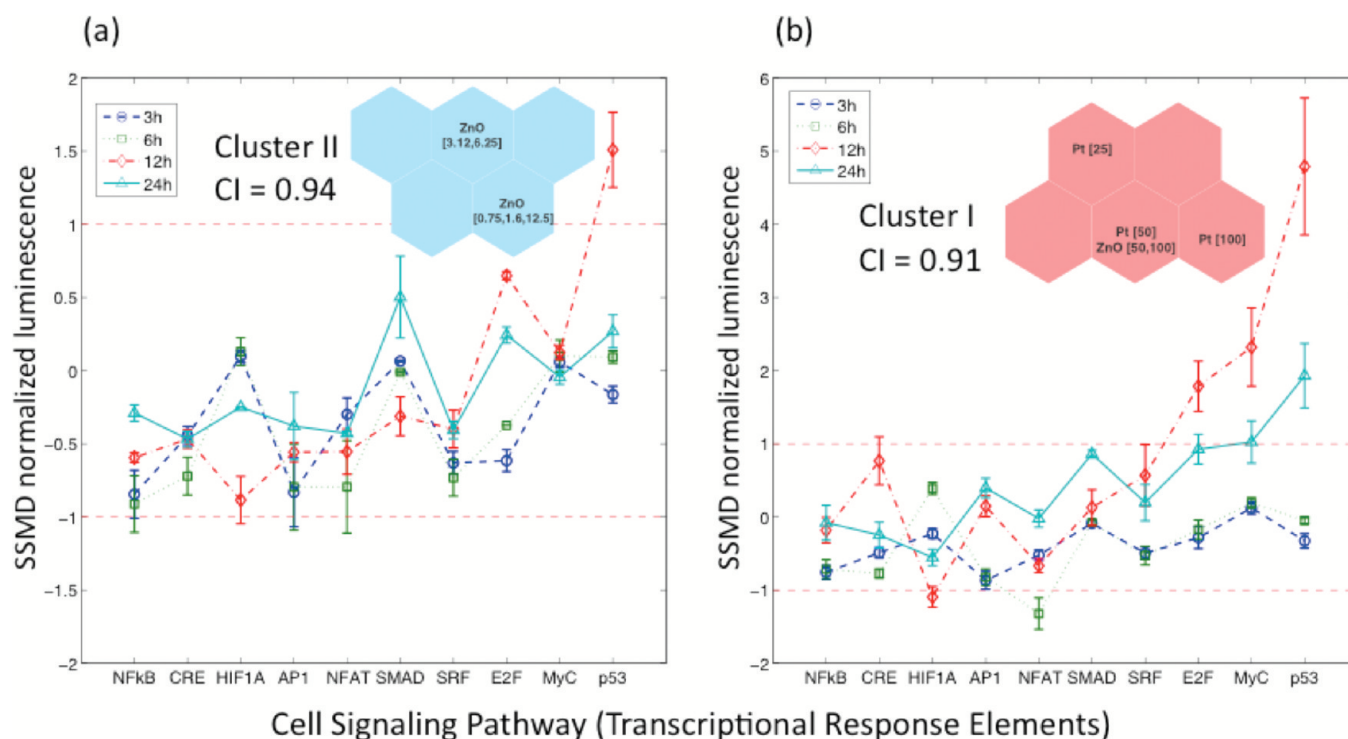 (a)
2
1.5
1
0.5
0
−0.5
−1
−1.5
−2
SSMD normalized luminescence
3h
6h
12h
24h
Cluster II
CI = 0.94
ZnO
[3.12,6.25]
ZnO
[0.75,1.6,12.5]
NFkB CRE HIF1A AP1 NFAT SMAD SRF E2F MyC p53
(b)
6
5
4
3
2
1
0
−1
−2
SSMD normalized luminescence
3h
6h
12h
24h
Cluster I
CI = 0.91
Pt [25]
Pt [50]
ZnO [50,100]
Pt [100]
NFkB CRE HIF1A AP1 NFAT SMAD SRF E2F MyC p53
Cell Signaling Pathway (Transcriptional Response Elements)